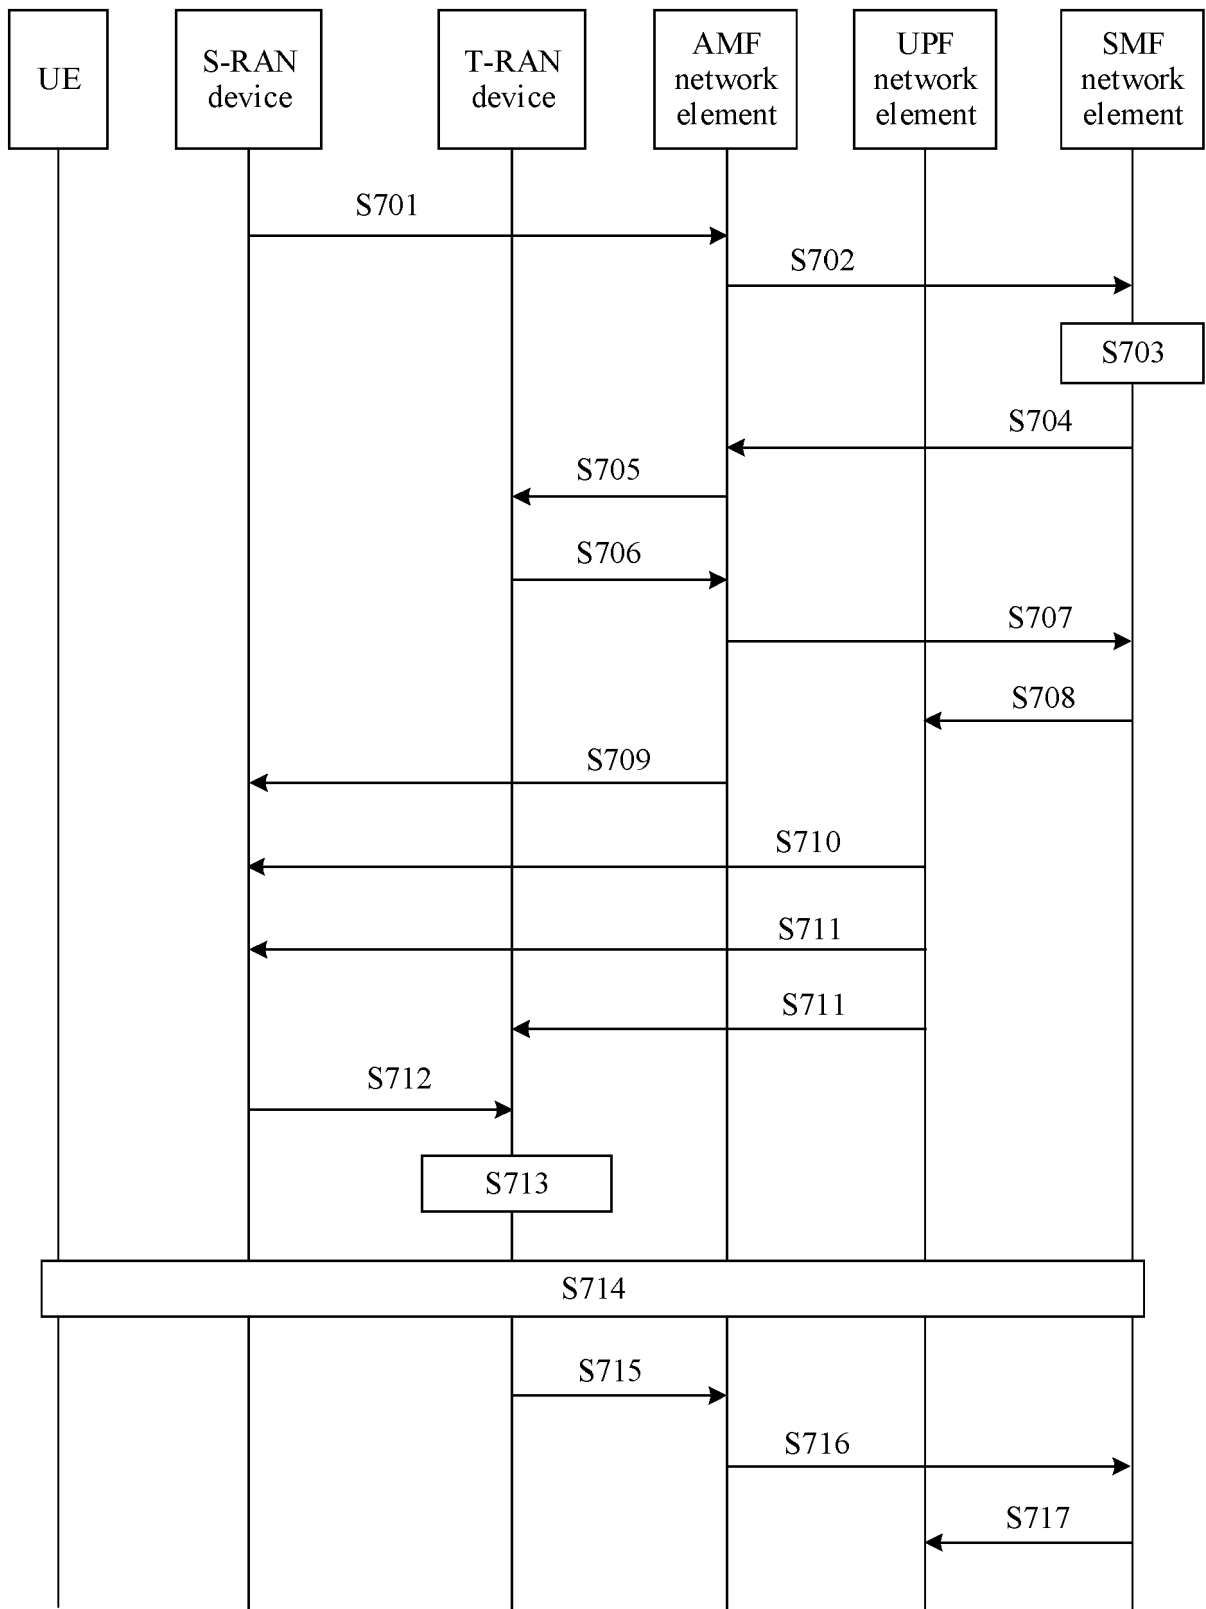 UE
S-RAN
device
T-RAN
device
AMF
network
element
UPF
network
element
SMF
network
element
S701
S702
S703
S704
S705
S706
S707
S708
S709
S710
S711
S711
S712
S713
S714
S715
S716
S717